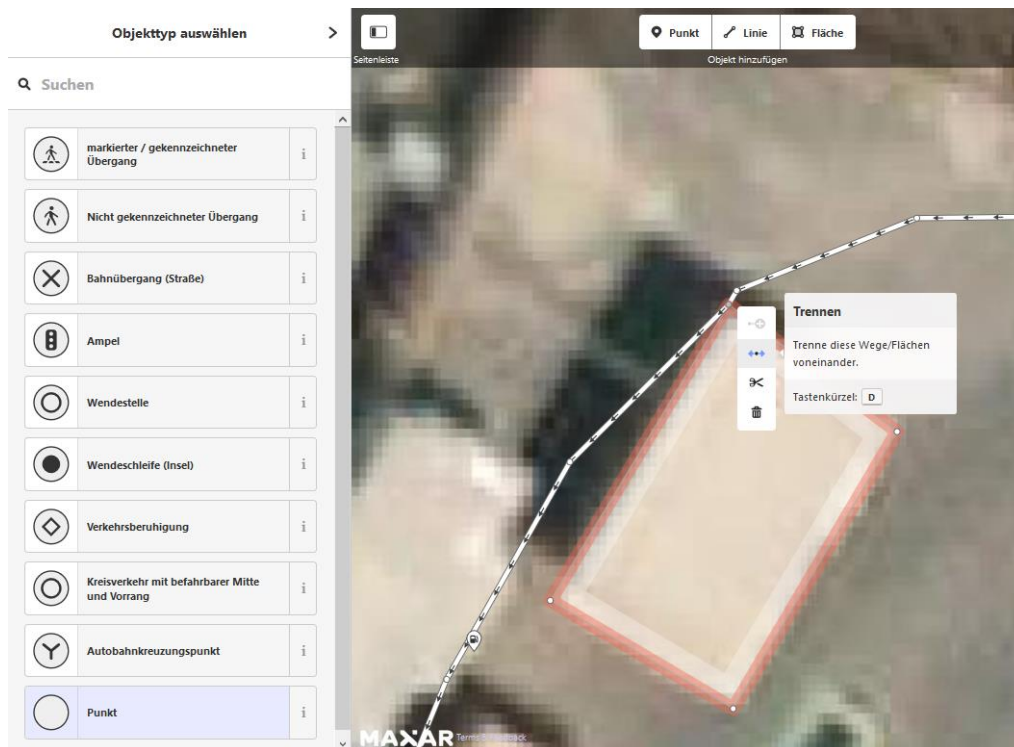 Objekttyp auswählen
Suchen
markierter / gekennzeichneter
Übergang
i
Nicht gekennzeichneter Übergang
i
Bahnübergang (Straße)
i
Ampel
i
Wendestelle
i
Wendeschleife (Insel)
i
Verkehrsberuhigung
i
Kreisverkehr mit befahrbarer Mitte
und Vorrang
i
Autobahnkreuzungspunkt
i
Punkt
i
Seitenleiste
Punkt
Linie
Fläche
Objekt hinzufügen
Trennen
Trenne diese Wege/Flächen
voneinander.
Tastenkürzel: D
MAXAR Terms & Feedback